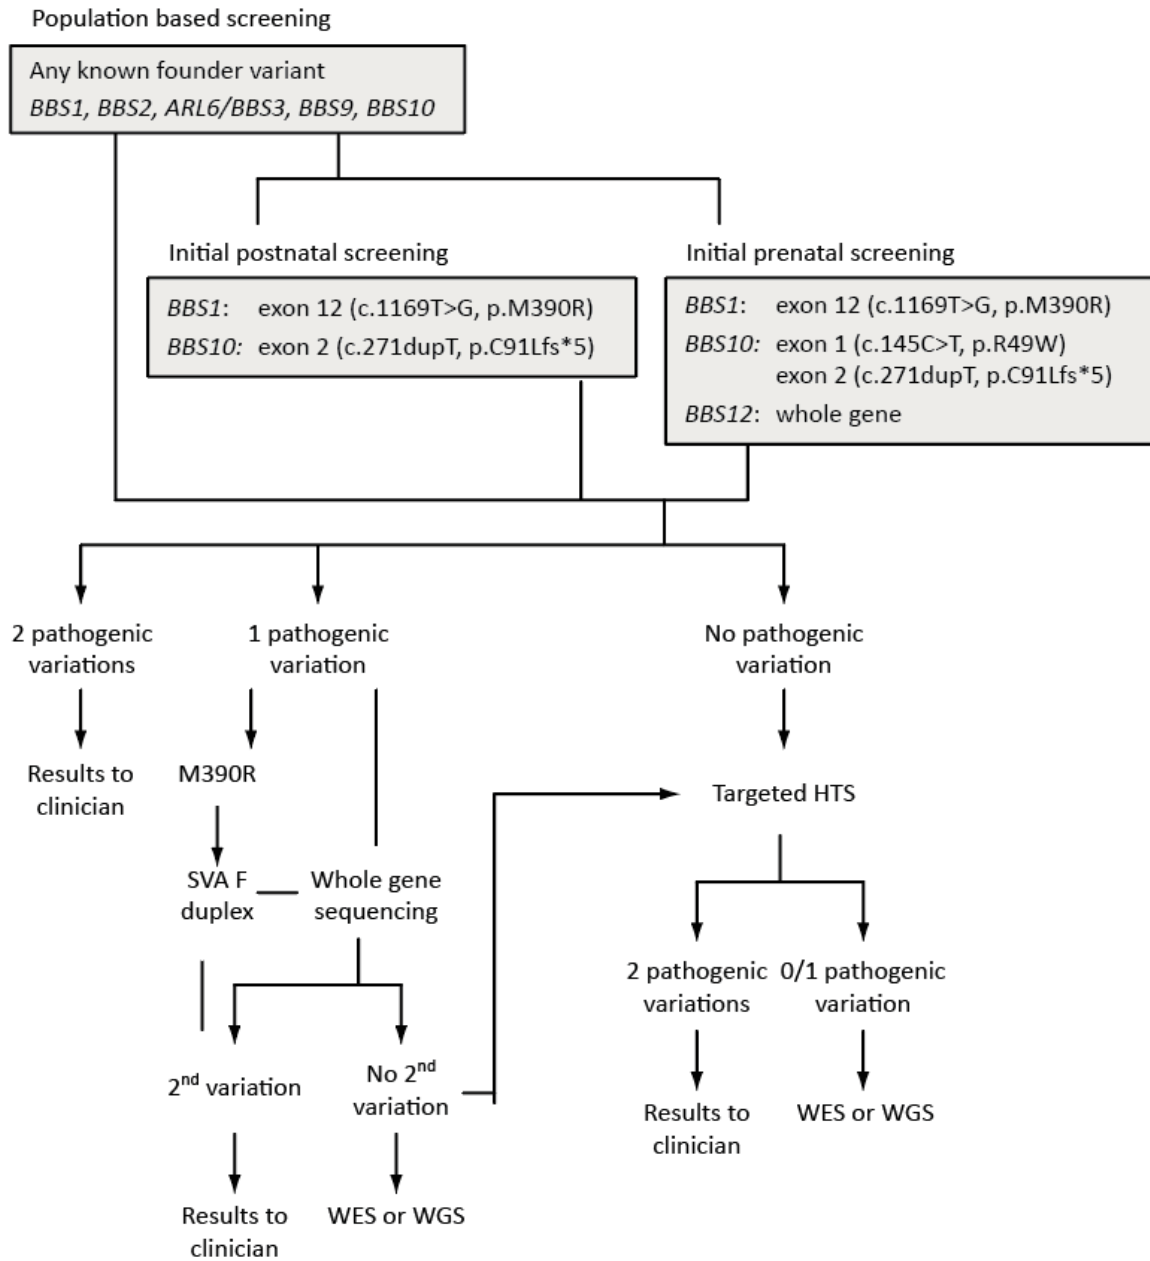 Population based screening
Any known founder variant
BBS1, BBS2, ARL6/BBS3, BBS9, BBS10
Initial postnatal screening
BBS1: exon 12 (c.1169T>G, p.M390R)
BBS10: exon 2 (c.271dupT, p.C91Lfs*5)
Initial prenatal screening
BBS1: exon 12 (c.1169T>G, p.M390R)
BBS10: exon 1 (c.145C>T, p.R49W)
exon 2 (c.271dupT, p.C91Lfs*5)
BBS12: whole gene
2 pathogenic
variations
1 pathogenic
variation
No pathogenic
variation
Results to
clinician
M390R
Targeted HTS
SVA F
duplex
Whole gene
sequencing
2 pathogenic
variations
0/1 pathogenic
variation
2nd variation
No 2nd
variation
Results to
clinician
WES or WGS
Results to
clinician
WES or WGS